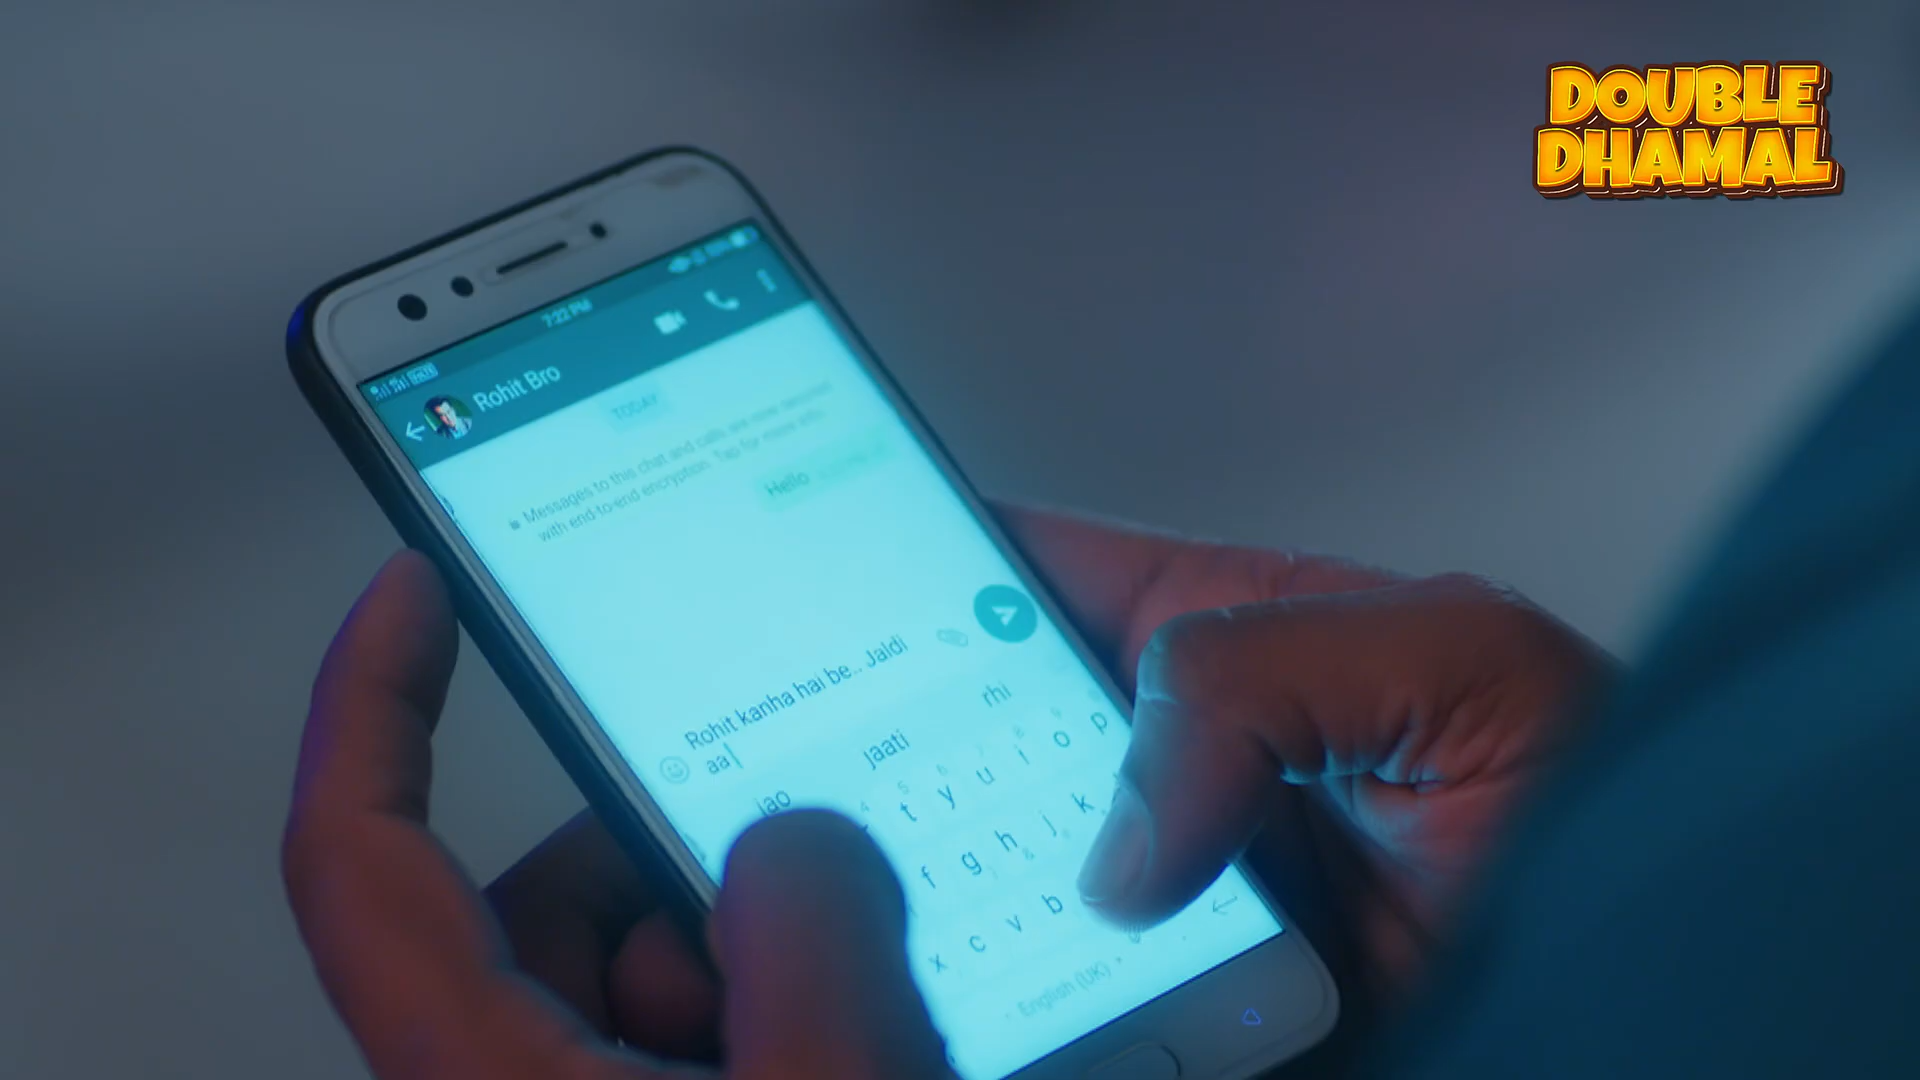 DOUBLE
DHAMAL
7:22 PM
Rohit Bro
TODAY
Messages to this chat and calls are now secured
with end-to-end encryption. Tap for more info.
Hello
Rohit kanha hai be... Jaldi
aa
jao jaati rhi
t y u i o p
f g h j k
x c v b
English (UK)